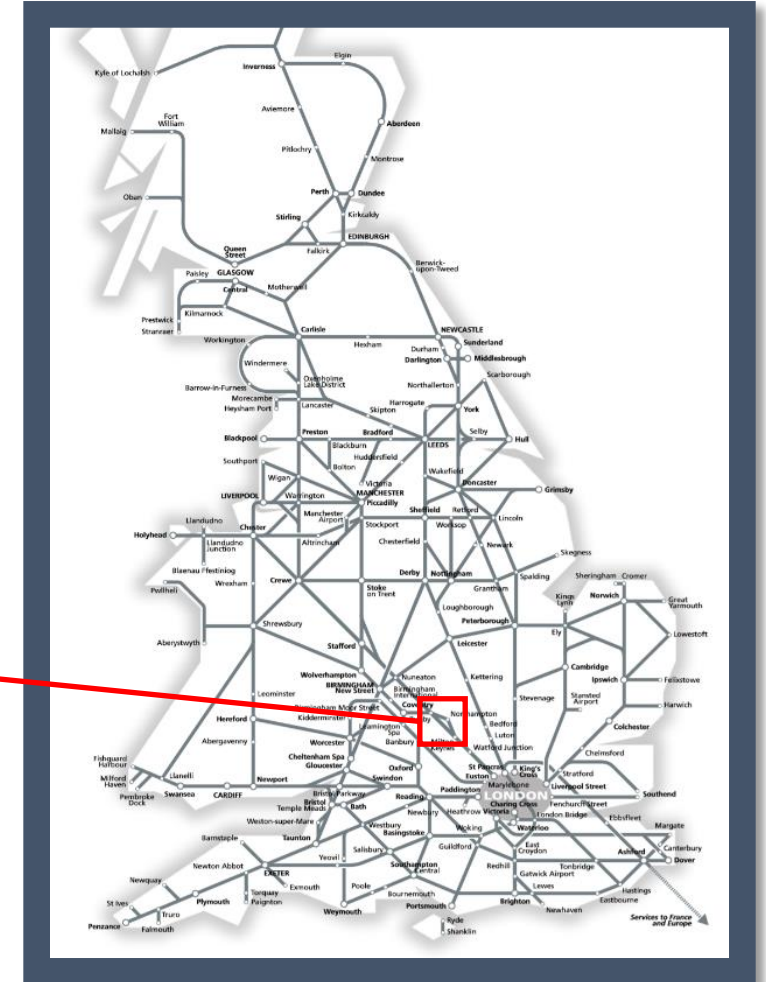 Elgin
Inverness
Kyle of Lochalsh
Aviemore
Fort
William
Aberdeen
Mallaig
Pitlochry
Montrose
Perth
Dundee
Oban
Stirling
Kirkcaldy
EDINBURGH
Queen
Street
Falkirk
Berwick-
upon-Tweed
Paisley
GLASGOW
Central
Motherwell
Prestwick
Kilmarnock
Stranraer
Carlisle
NEWCASTLE
Workington
Hexham
Sunderland
Durham
Darlington
Middlesbrough
Windermere
Scarborough
Oxenholme
Lake District
Barrow-in-Furness
Northallerton
Morecambe
Heysham Port
Lancaster
Harrogate
York
Skipton
Blackpool
Preston
Bradford
Selby
Hull
Blackburn
LEEDS
Huddersfield
Southport
Bolton
Wakefield
Wigan
Victoria
Doncaster
MANCHESTER
Piccadilly
LIVERPOOL
Warrington
Grimsby
Manchester
Airport
Sheffield
Retford
Llandudno
Stockport
Worksop
Lincoln
Holyhead
Chester
Llandudno
Junction
Altrincham
Chesterfield
Newark
Skegness
Blaenau Ffestiniog
Wrexham
Crewe
Derby
Nottingham
Spalding
Sheringham
Cromer
Pwllheli
Stoke
on Trent
Grantham
Kings
Lynn
Norwich
Great
Yarmouth
Loughborough
Peterborough
Shrewsbury
Ely
Lowestoft
Aberystwyth
Stafford
Leicester
Cambridge
Wolverhampton
Nuneaton
Kettering
Ipswich
Felixstowe
BIRMINGHAM
New Street
Birmingham
International
Leominster
Stevenage
Stansted
Airport
Birmingham Moor Street
Coventry
Northampton
Harwich
Hereford
Kidderminster
Leamington
Spa
Bedford
Colchester
Abergavenny
Worcester
Banbury
Luton
Watford Junction
Chelmsford
Fishguard
Harbour
Cheltenham Spa
Gloucester
Oxford
St Pancras
King's
Cross
Milford
Haven
Llanelli
Newport
Swindon
Euston
Stratford
Marylebone
Liverpool Street
Pembroke
Dock
Swansea
CARDIFF
Bristol Parkway
Reading
Paddington
LONDON
Southend
Bristol
Temple Meads
Bath
Newbury
Heathrow
Victoria
Charing Cross
Fenchurch Street
London Bridge
Ebbsfleet
Weston-super-Mare
Westbury
Basingstoke
Woking
Waterloo
Margate
Barnstaple
Taunton
Salisbury
Guildford
East
Croydon
Canterbury
Yeovil
Ashford
Dover
Newton Abbot
EXETER
Southampton
Central
Redhill
Tonbridge
Gatwick Airport
Newquay
Exmouth
Poole
Bournemouth
Lewes
Hastings
Eastbourne
St Ives
Plymouth
Torquay
Paignton
Weymouth
Portsmouth
Brighton
Newhaven
Truro
Penzance
Falmouth
Ryde
Shanklin
Services to France
and Europe